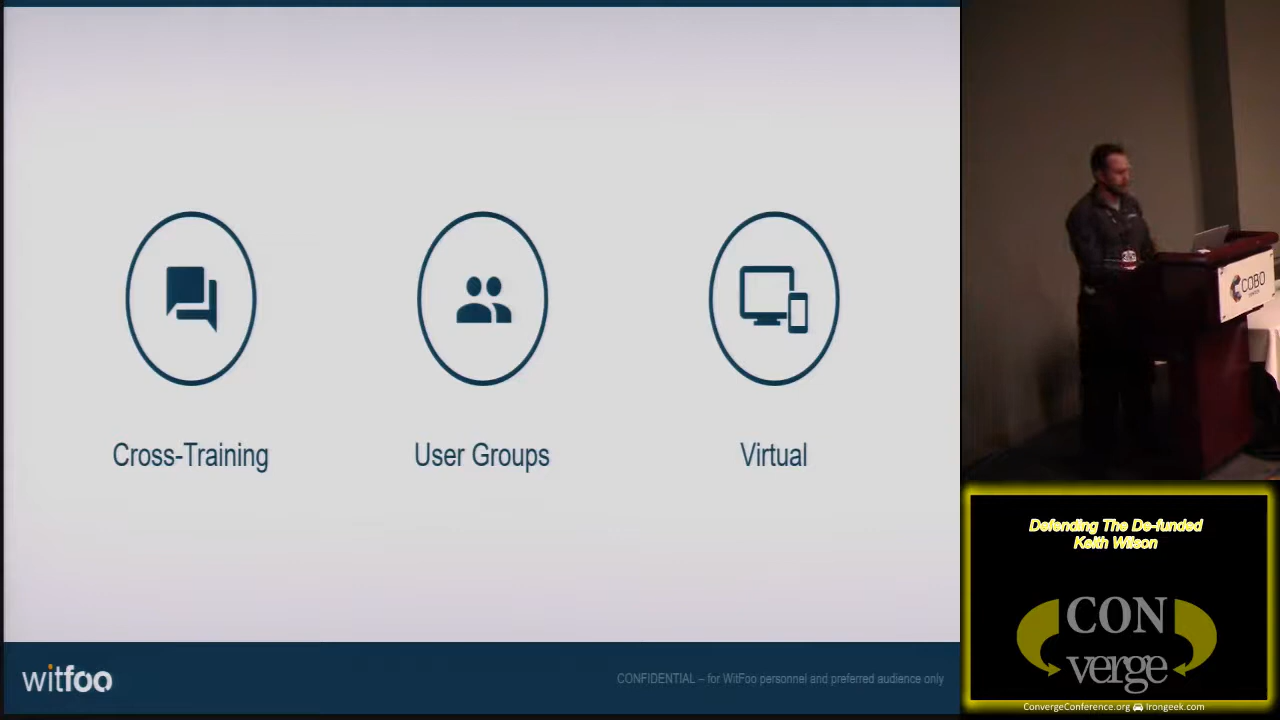 Cross-Training
User Groups
Virtual
witfoo
CONFIDENTIAL – for WitFoo personnel and preferred audience only
COBO
Defending The De-funded
Keith Wilson
CON
verge
ConvergeConference.org Irongeek.com